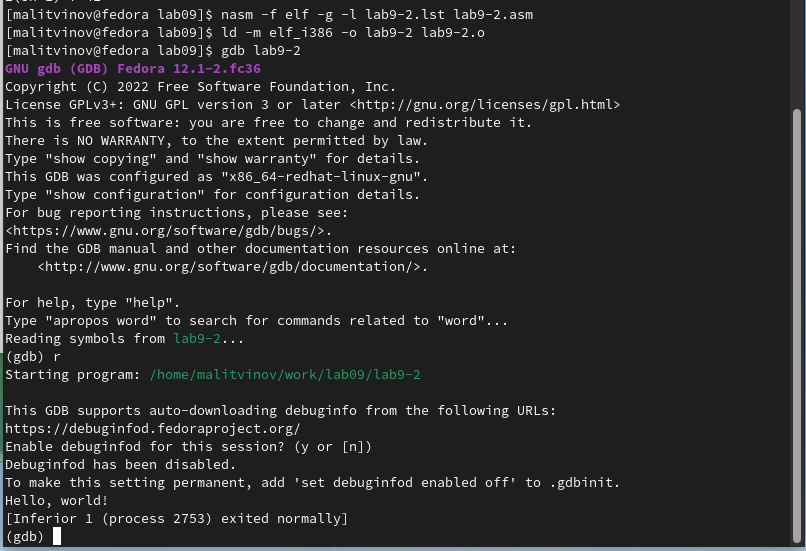 [malitvinov@fedora lab09]$ nasm -f elf -g -l lab9-2.lst lab9-2.asm
[malitvinov@fedora lab09]$ ld -m elf_i386 -o lab9-2 lab9-2.o
[malitvinov@fedora lab09]$ gdb lab9-2
GNU gdb (GDB) Fedora 12.1-2.fc36
Copyright (C) 2022 Free Software Foundation, Inc.
License GPLv3+: GNU GPL version 3 or later <http://gnu.org/licenses/gpl.html>
This is free software: you are free to change and redistribute it.
There is NO WARRANTY, to the extent permitted by law.
Type "show copying" and "show warranty" for details.
This GDB was configured as "x86_64-redhat-linux-gnu".
Type "show configuration" for configuration details.
For bug reporting instructions, please see:
<https://www.gnu.org/software/gdb/bugs/>.
Find the GDB manual and other documentation resources online at:
    <http://www.gnu.org/software/gdb/documentation/>.

For help, type "help".
Type "apropos word" to search for commands related to "word"...
Reading symbols from lab9-2...
(gdb) r
Starting program: /home/malitvinov/work/lab09/lab9-2

This GDB supports auto-downloading debuginfo from the following URLs:
https://debuginfod.fedoraproject.org/
Enable debuginfod for this session? (y or [n])
Debuginfod has been disabled.
To make this setting permanent, add 'set debuginfod enabled off' to .gdbinit.
Hello, world!
[Inferior 1 (process 2753) exited normally]
(gdb)